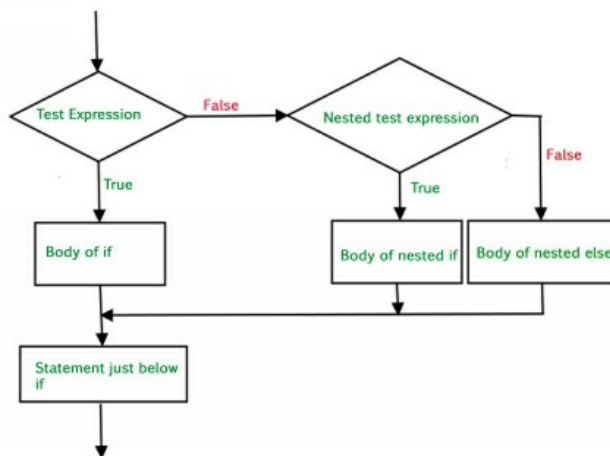 Test Expression
False
Nested test expression
False
True
True
Body of if
Body of nested if
Body of nested else
Statement just below
if